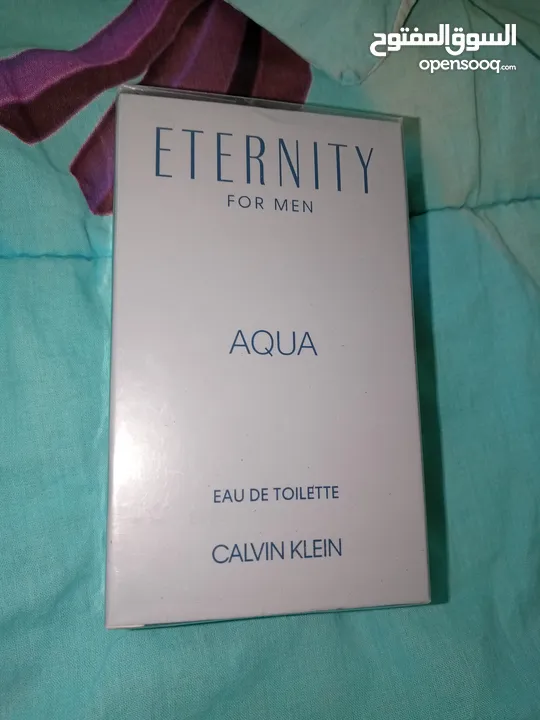 السوق المفتوح
opensooq.com
ETERNITY
FOR MEN
AQUA
EAU DE TOILETTE
CALVIN KLEIN